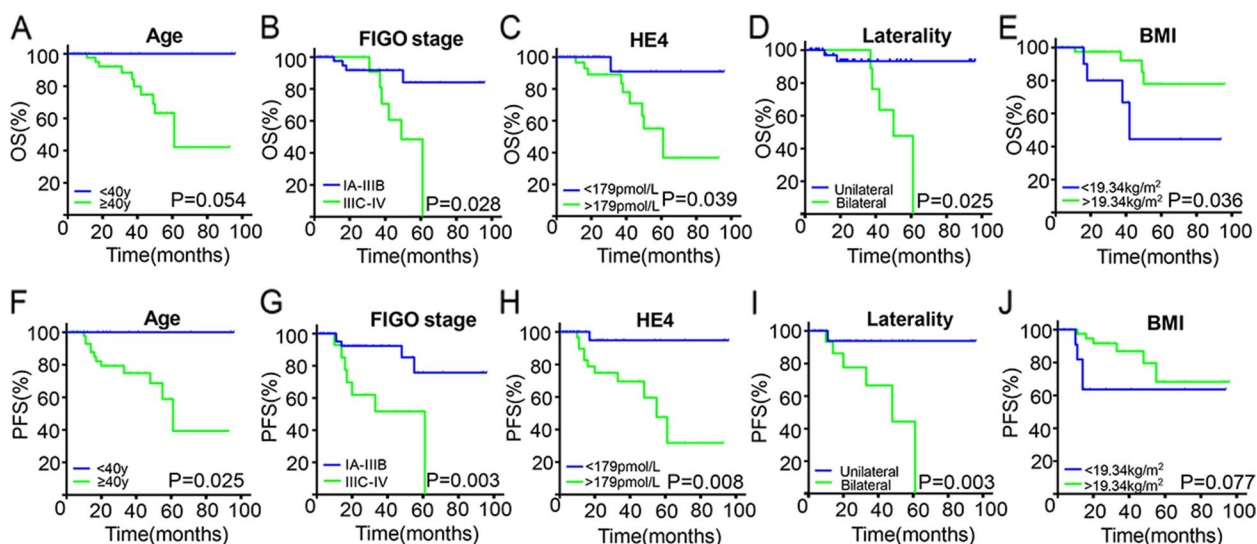 A
Age
OS(%)
100
80
60
40
20
<40y
≥40y
P=0.054
0 20 40 60 80 100
Time(months)
B
FIGO stage
OS(%)
100
80
60
40
20
IA-IIIB
IIIC-IV
P=0.028
0 20 40 60 80 100
Time(months)
C
HE4
OS(%)
100
80
60
40
20
<179pmol/L
>179pmol/L
P=0.039
0 20 40 60 80 100
Time(months)
D
Laterality
OS(%)
100
80
60
40
20
Unilateral
Bilateral
P=0.025
0 20 40 60 80 100
Time(months)
E
BMI
OS(%)
100
80
60
40
20
<19.34kg/m²
>19.34kg/m²
P=0.036
0 20 40 60 80 100
Time(months)
F
Age
PFS(%)
100
80
60
40
20
<40y
≥40y
P=0.025
0 20 40 60 80 100
Time(months)
G
FIGO stage
PFS(%)
100
80
60
40
20
IA-IIIB
IIIC-IV
P=0.003
0 20 40 60 80 100
Time(months)
H
HE4
PFS(%)
100
80
60
40
20
<179pmol/L
>179pmol/L
P=0.008
0 20 40 60 80 100
Time(months)
I
Laterality
PFS(%)
100
80
60
40
20
Unilateral
Bilateral
P=0.003
0 20 40 60 80 100
Time(months)
J
BMI
PFS(%)
100
80
60
40
20
<19.34kg/m²
>19.34kg/m²
P=0.077
0 20 40 60 80 100
Time(months)